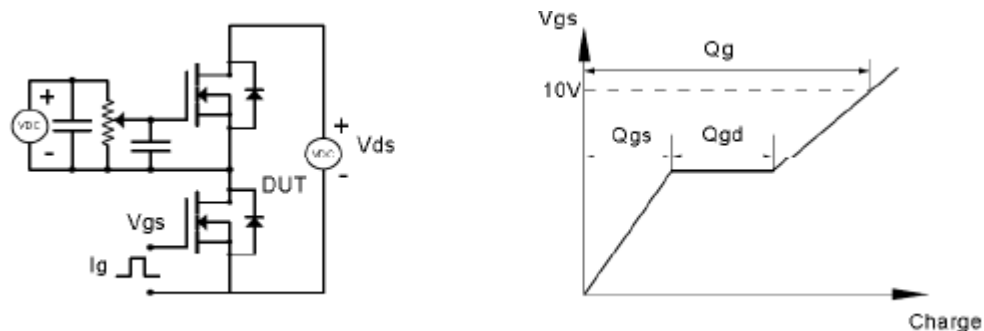 +
VDC
-
+
VDC
Vds
-
DUT
Vgs
Ig
Vgs
Qg
10V
Qgs
Qgd
Charge